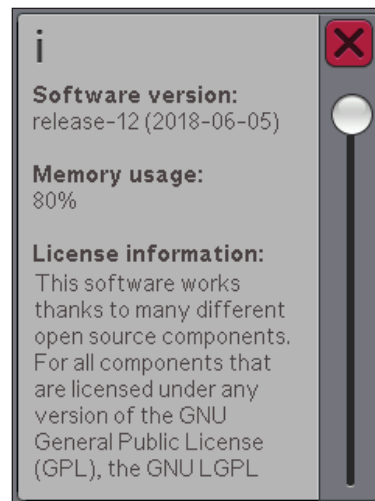 i
Software version:
release-12 (2018-06-05)
Memory usage:
80%
License information:
This software works
thanks to many different
open source components.
For all components that
are licensed under any
version of the GNU
General Public License
(GPL), the GNU LGPL